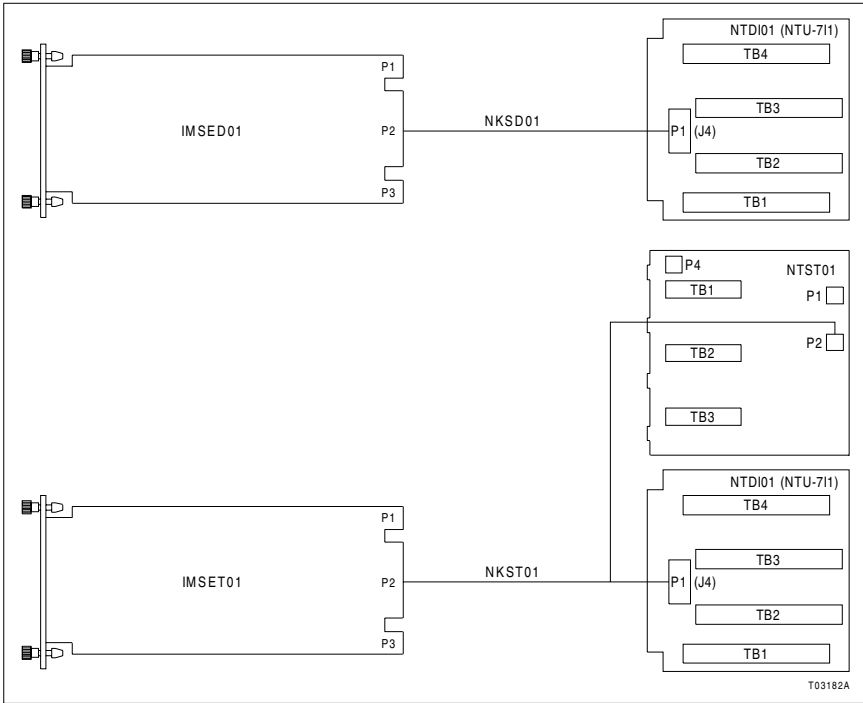 NTDI01 (NTU-7I1)
TB4
P1
TB3
IMSED01
P2
NKSD01
P1 (J4)
TB2
P3
TB1
P4
NTST01
TB1
P1
P2
TB2
TB3
NTDI01 (NTU-7I1)
TB4
P1
TB3
IMSET01
P2
NKST01
P1 (J4)
TB2
P3
TB1
T03182A